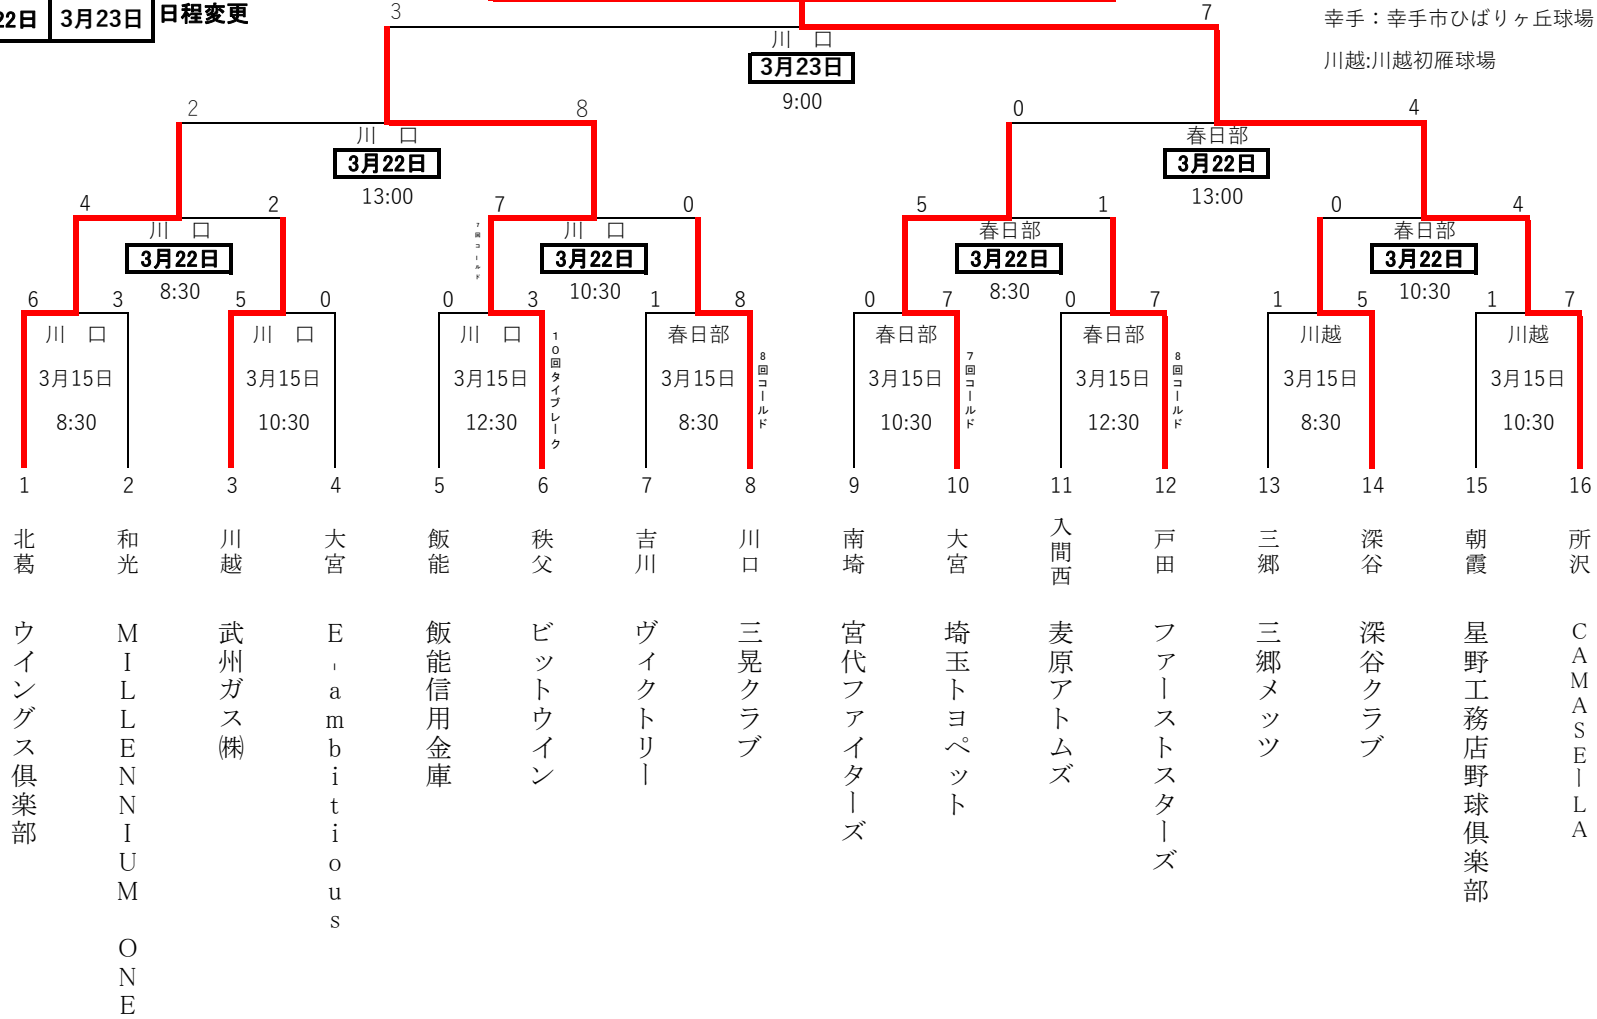 22日 3月23日 日程変更
幸手：幸手市ひばりヶ丘球場
川越:川越初雁球場
3 7
川　口
3月23日
9:00
2 8 0 4
川　口 春日部
3月22日 3月22日
13:00 13:00
4 2 7 0 5 1 0 4
川　口 川　口 春日部 春日部
3月22日 3月22日 3月22日 3月22日
8:30 10:30 8:30 10:30
7回コールド
6 3 5 0 0 3 1 8 0 7 0 7 1 5 1 7
川　口 川　口 川　口 春日部 春日部 春日部 川越 川越
3月15日 3月15日 3月15日 3月15日 3月15日 3月15日 3月15日 3月15日
8:30 10:30 12:30 8:30 10:30 12:30 8:30 10:30
10回タイブレーク
8回コールド
7回コールド
8回コールド
1 2 3 4 5 6 7 8 9 10 11 12 13 14 15 16
北葛
和光
川越
大宮
飯能
秩父
吉川
川口
南埼
大宮
入間西
戸田
三郷
深谷
朝霞
所沢
ウイングス倶楽部
MILLENNIUM ONE
武州ガス㈱
E-ambitious
飯能信用金庫
ビットウイン
ヴィクトリー
三晃クラブ
宮代ファイターズ
埼玉トヨペット
麦原アトムズ
ファーストスターズ
三郷メッツ
深谷クラブ
星野工務店野球倶楽部
CAMASEーLA